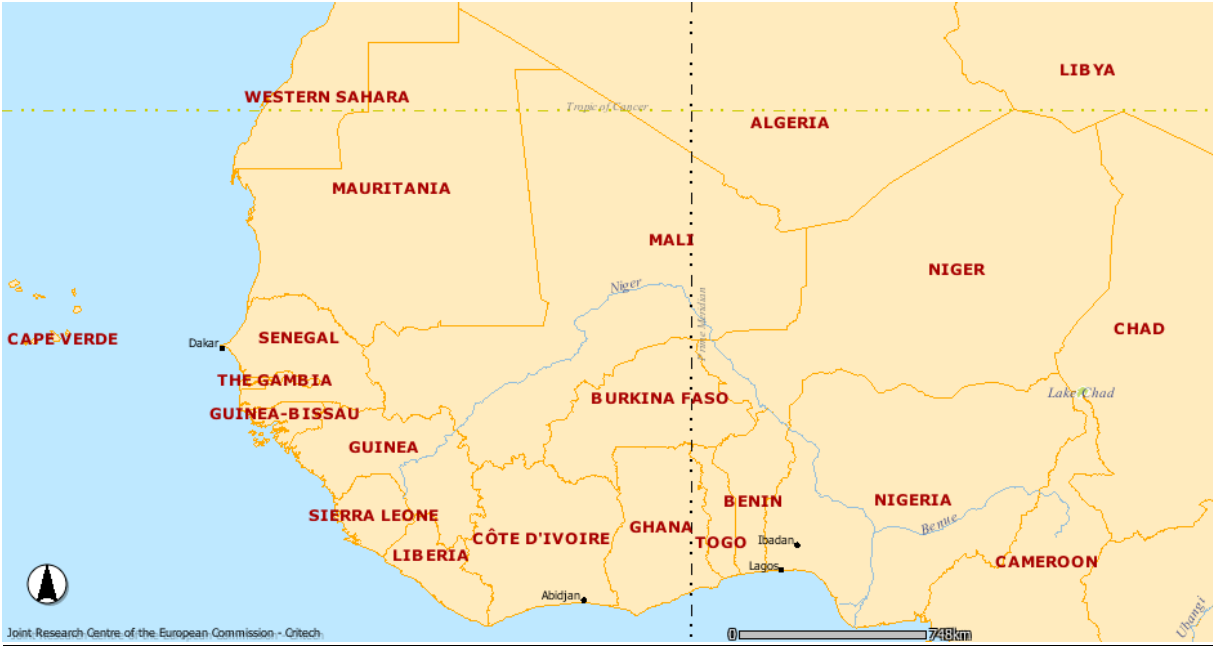 LIBYA
WESTERN SAHARA
Tropic of Cancer
ALGERIA
MAURITANIA
MALI
NIGER
Niger
Prime Meridian
CHAD
CAPE VERDE
Dakar
SENEGAL
THE GAMBIA
BURKINA FASO
Lake Chad
GUINEA-BISSAU
GUINEA
BENIN
NIGERIA
SIERRA LEONE
Benue
GHANA
CÔTE D'IVOIRE
TOGO
Ibadan
LIBERIA
CAMEROON
Lagos
Abidjan
Ubangi
Joint Research Centre of the European Commission - Critech
0
748km